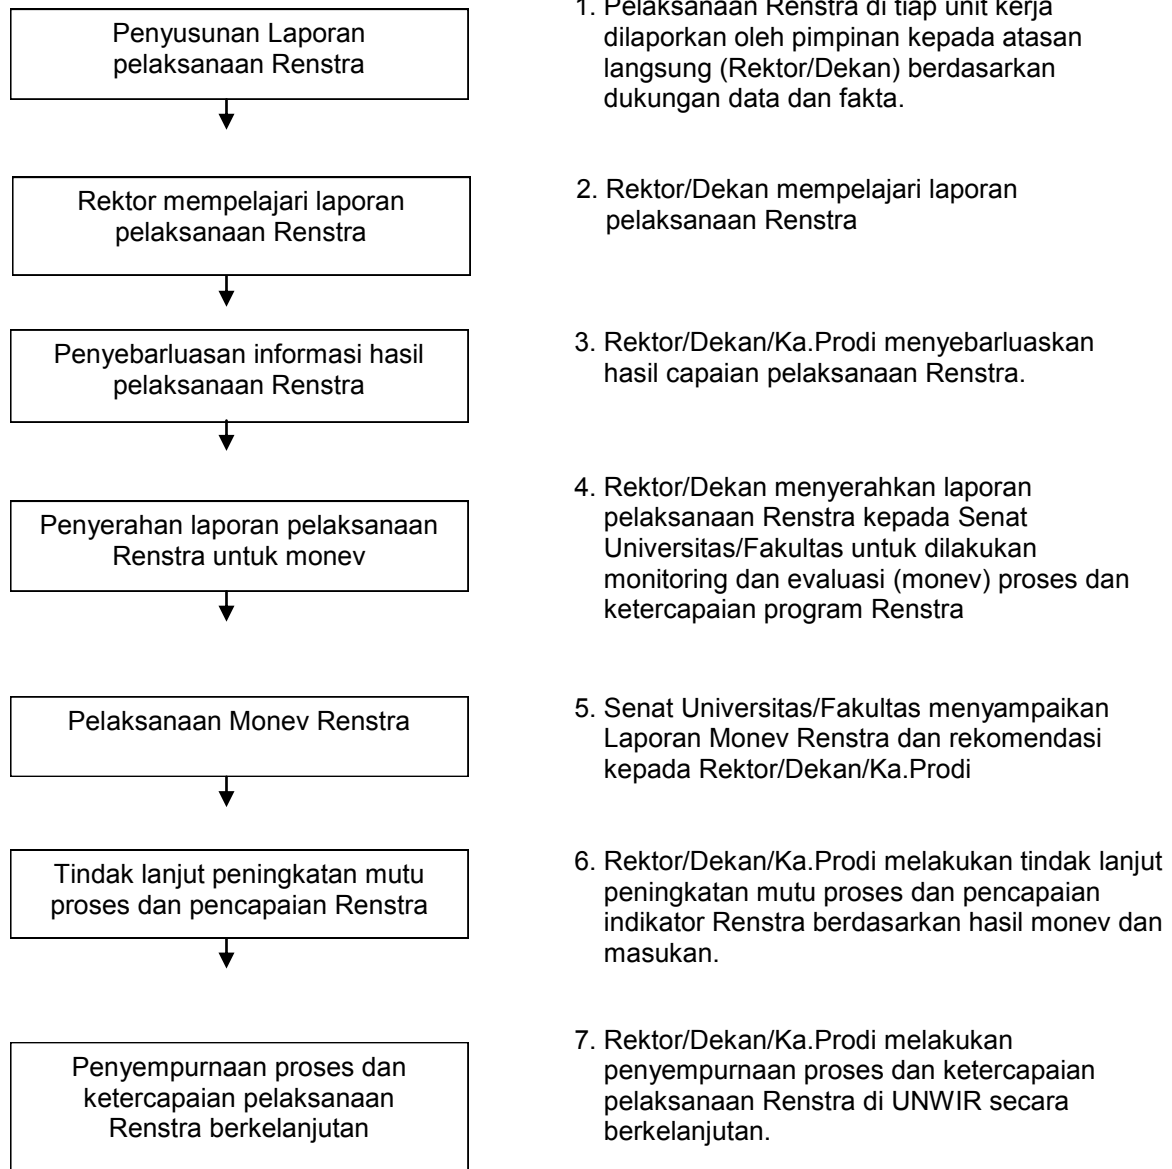 Penyusunan Laporan
pelaksanaan Renstra
1. Pelaksanaan Renstra di tiap unit kerja
dilaporkan oleh pimpinan kepada atasan
langsung (Rektor/Dekan) berdasarkan
dukungan data dan fakta.
Rektor mempelajari laporan
pelaksanaan Renstra
2. Rektor/Dekan mempelajari laporan
pelaksanaan Renstra
Penyebarluasan informasi hasil
pelaksanaan Renstra
3. Rektor/Dekan/Ka.Prodi menyebarluaskan
hasil capaian pelaksanaan Renstra.
Penyerahan laporan pelaksanaan
Renstra untuk monev
4. Rektor/Dekan menyerahkan laporan
pelaksanaan Renstra kepada Senat
Universitas/Fakultas untuk dilakukan
monitoring dan evaluasi (monev) proses dan
ketercapaian program Renstra
Pelaksanaan Monev Renstra
5. Senat Universitas/Fakultas menyampaikan
Laporan Monev Renstra dan rekomendasi
kepada Rektor/Dekan/Ka.Prodi
Tindak lanjut peningkatan mutu
proses dan pencapaian Renstra
6. Rektor/Dekan/Ka.Prodi melakukan tindak lanjut
peningkatan mutu proses dan pencapaian
indikator Renstra berdasarkan hasil monev dan
masukan.
Penyempurnaan proses dan
ketercapaian pelaksanaan
Renstra berkelanjutan
7. Rektor/Dekan/Ka.Prodi melakukan
penyempurnaan proses dan ketercapaian
pelaksanaan Renstra di UNWIR secara
berkelanjutan.